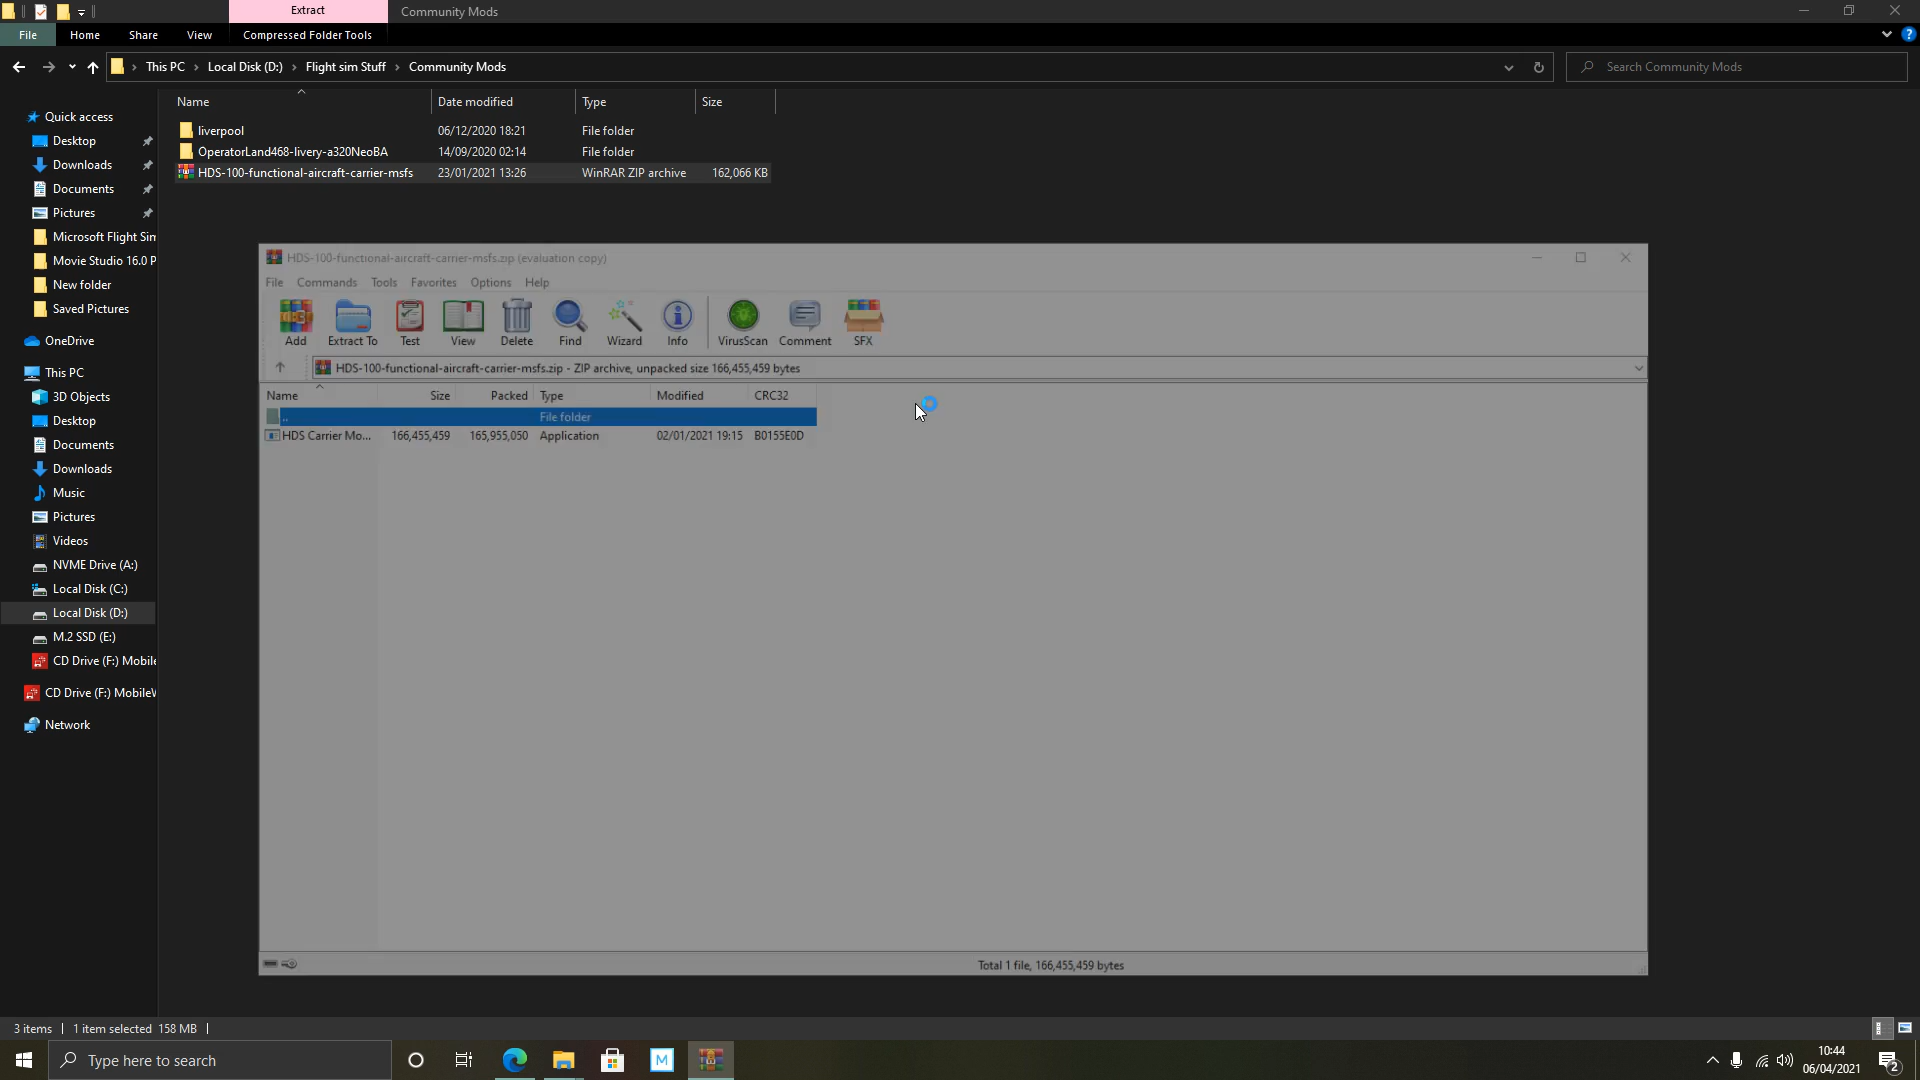 Extract
Community Mods
File Home Share View Compressed Folder Tools
This PC Local Disk (D:) Flight sim Stuff Community Mods
Search Community Mods
Name Date modified Type Size
liverpool 06/12/2020 18:21 File folder
OperatorLand468-livery-a320NeoBA 14/09/2020 02:14 File folder
HDS-100-functional-aircraft-carrier-msfs 23/01/2021 13:26 WinRAR ZIP archive 162,066 KB
Quick access
Desktop
Downloads
Documents
Pictures
Microsoft Flight Sim
Movie Studio 16.0 P
New folder
Saved Pictures
OneDrive
This PC
3D Objects
Desktop
Documents
Downloads
Music
Pictures
Videos
NVME Drive (A:)
Local Disk (C:)
Local Disk (D:)
M.2 SSD (E:)
CD Drive (F:) Mobile
CD Drive (F:) MobileW
Network
HDS-100-functional-aircraft-carrier-msfs.zip (evaluation copy)
File Commands Tools Favorites Options Help
Add Extract To Test View Delete Find Wizard Info VirusScan Comment SFX
HDS-100-functional-aircraft-carrier-msfs.zip - ZIP archive, unpacked size 166,455,459 bytes
Name Size Packed Type Modified CRC32
.. File folder
HDS Carrier Mo... 166,455,459 165,955,050 Application 02/01/2021 19:15 B0155E0D
Total 1 file, 166,455,459 bytes
3 items 1 item selected 158 MB
Type here to search
M
10:44
06/04/2021
2